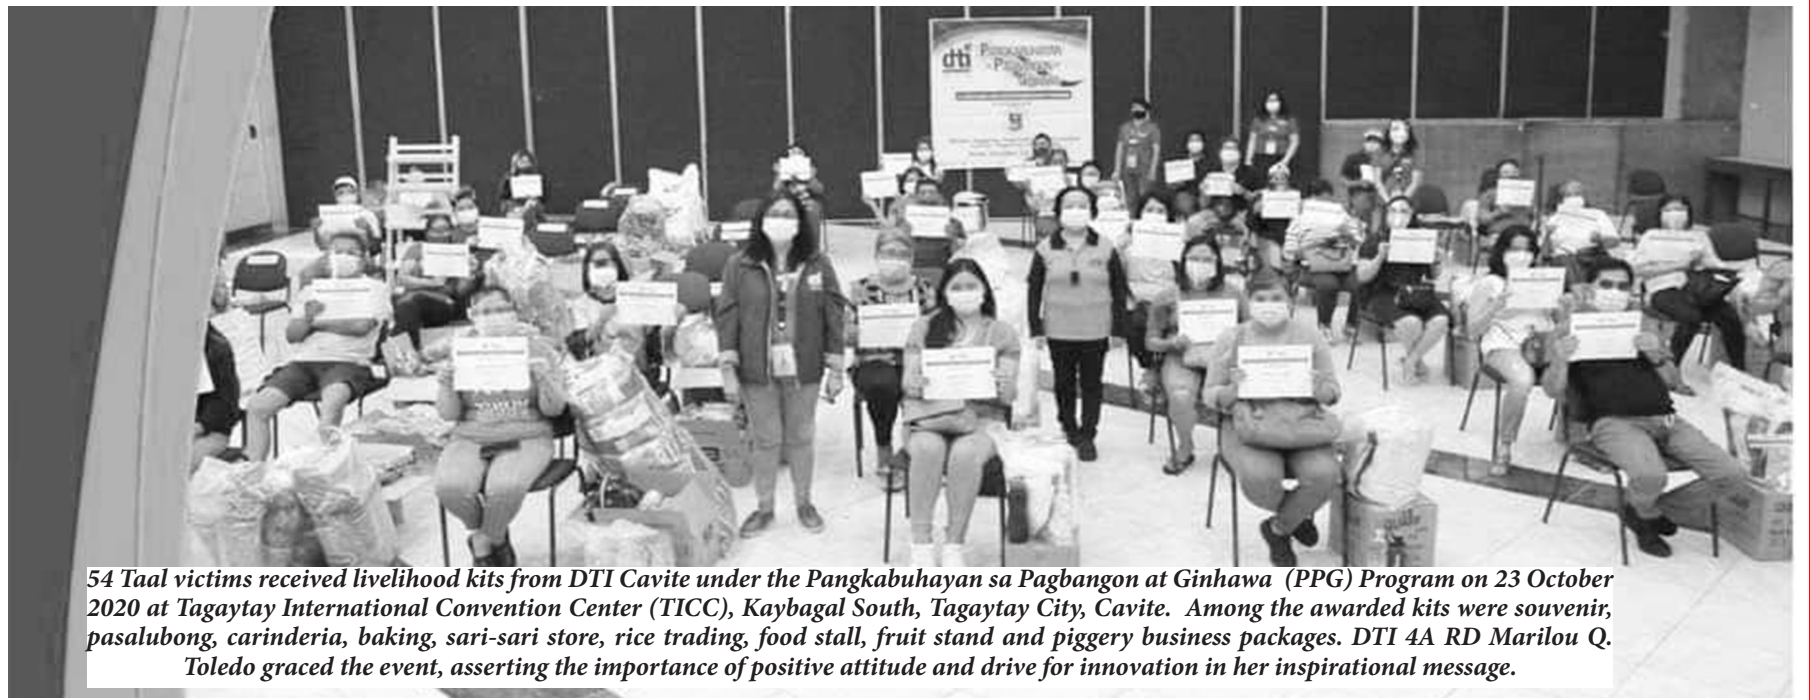 dti
PANGKABUHAYAN
PAGBANGON
GINHAWA
54 Taal victims received livelihood kits from DTI Cavite under the Pangkabuhayan sa Pagbangon at Ginhawa (PPG) Program on 23 October
2020 at Tagaytay International Convention Center (TICC), Kaybagal South, Tagaytay City, Cavite. Among the awarded kits were souvenir,
pasalubong, carinderia, baking, sari-sari store, rice trading, food stall, fruit stand and piggery business packages. DTI 4A RD Marilou Q.
Toledo graced the event, asserting the importance of positive attitude and drive for innovation in her inspirational message.